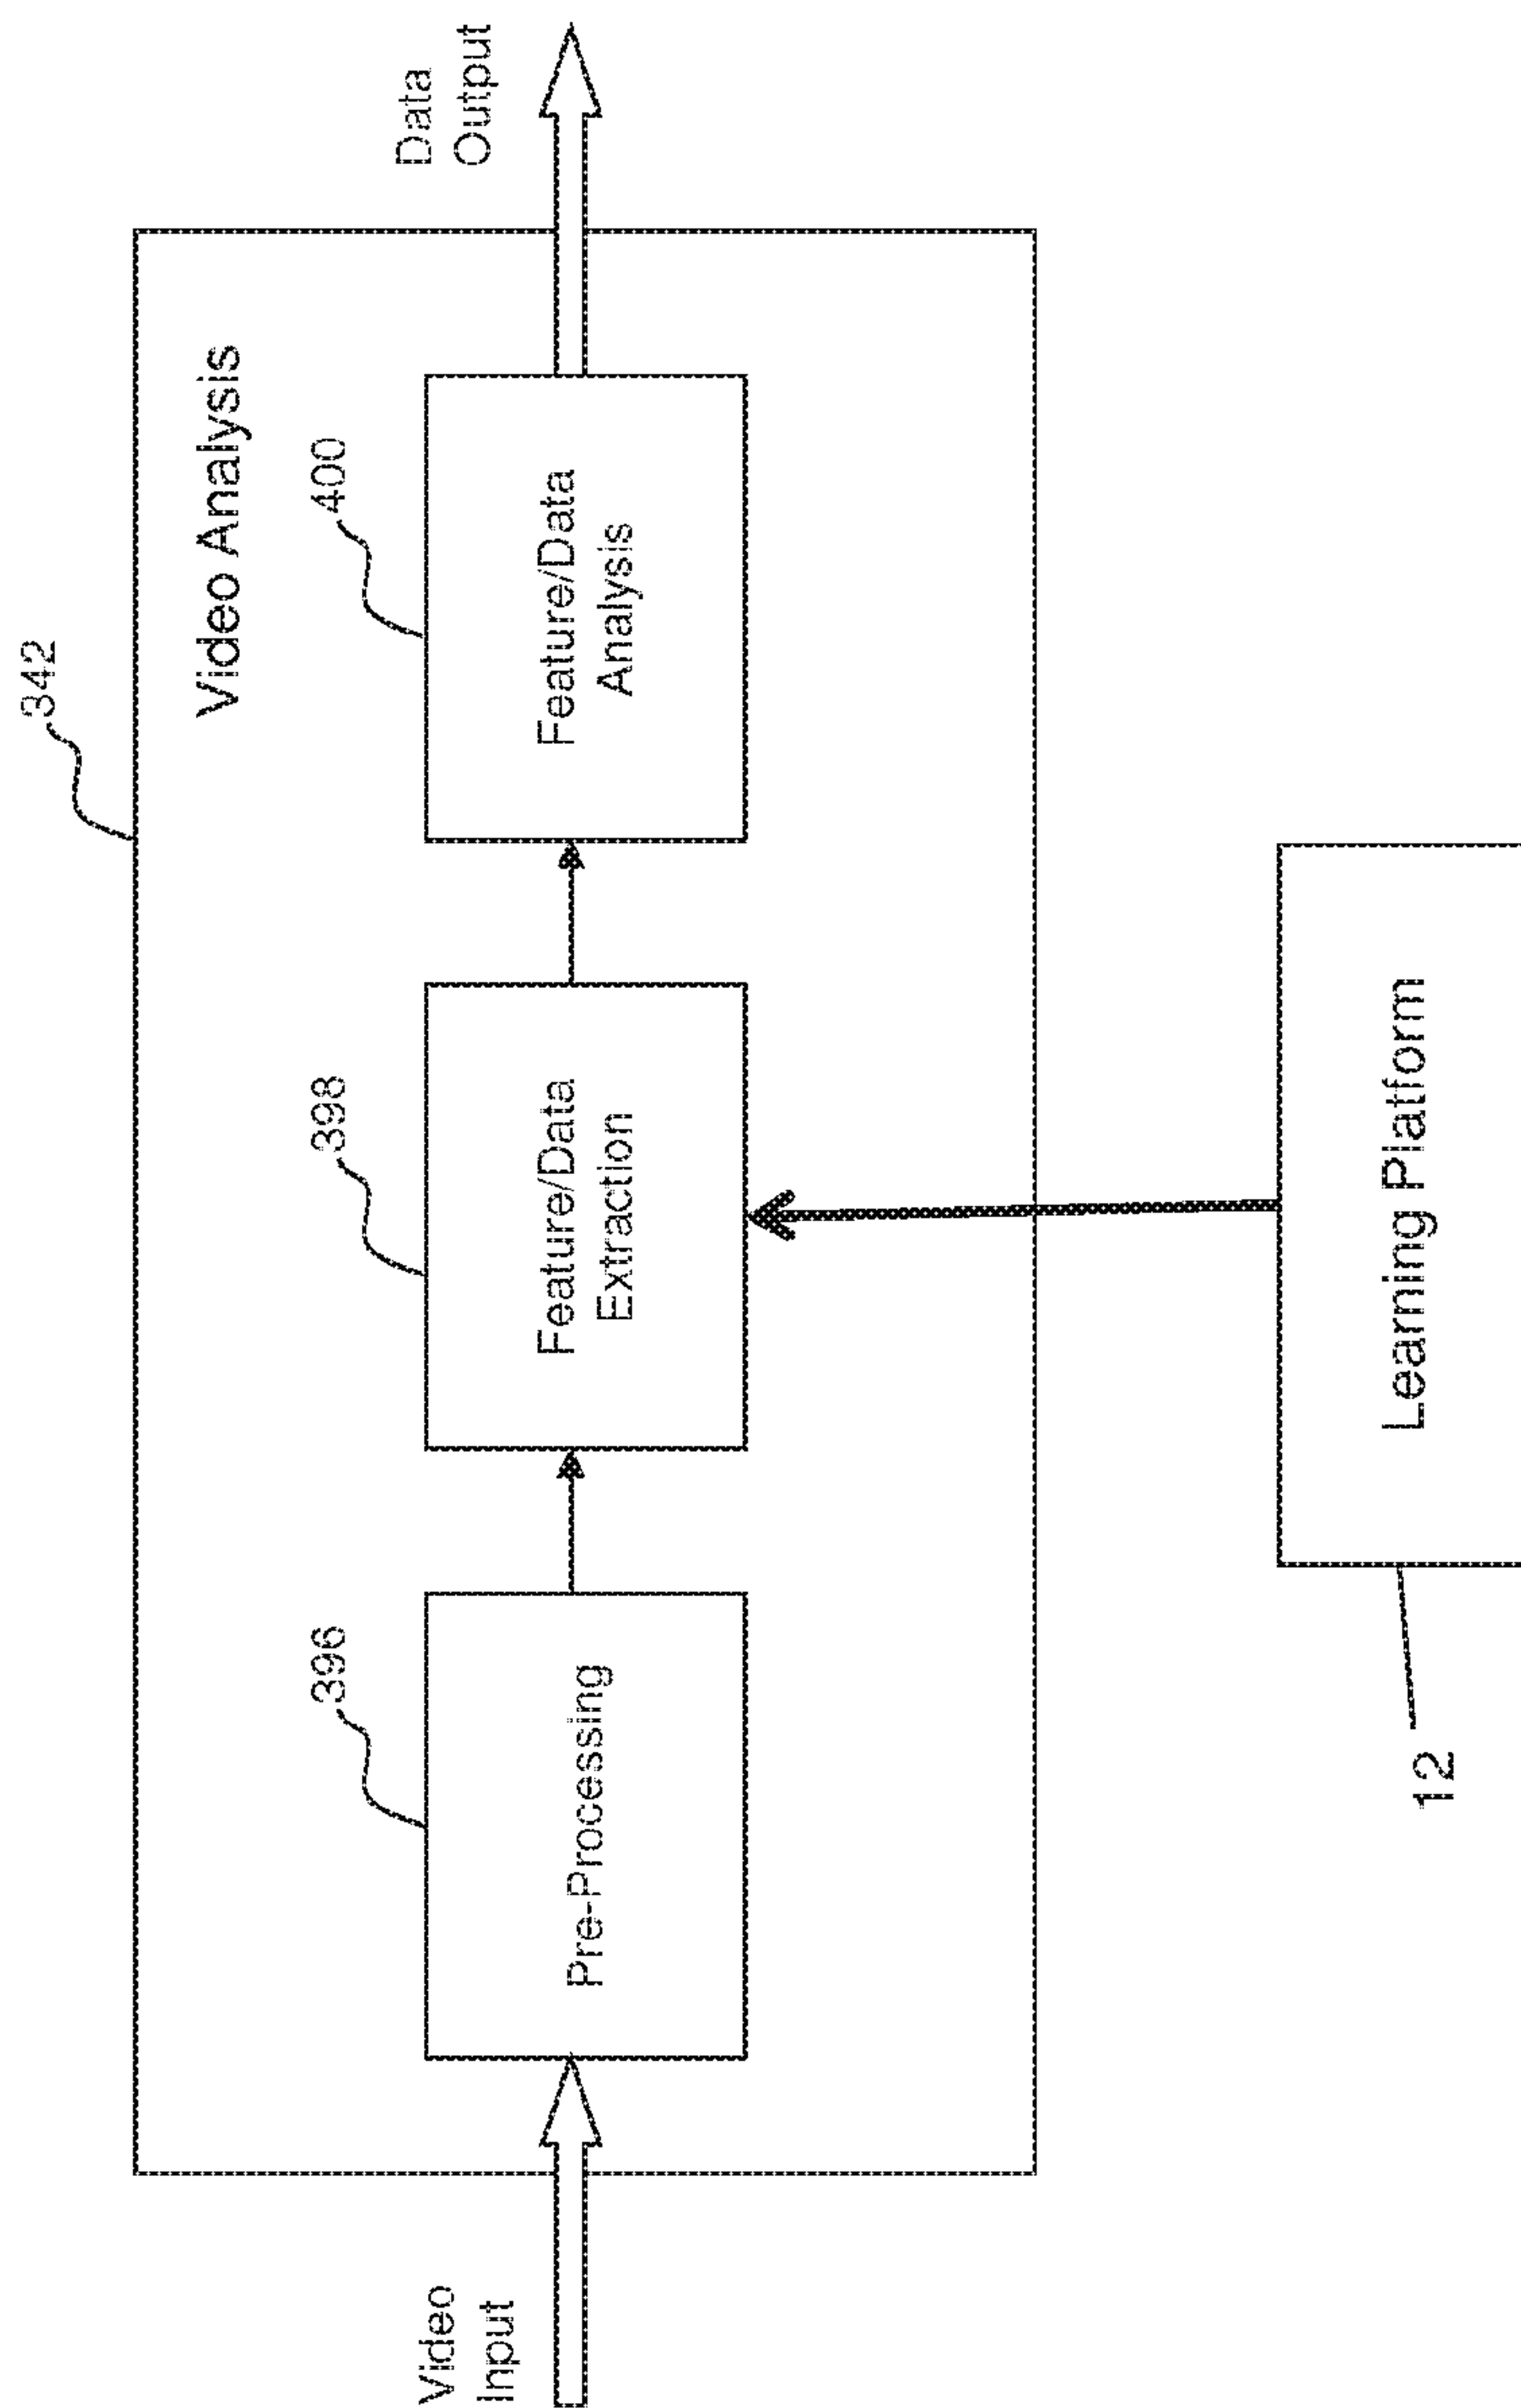 342
Video Analysis
396
398
400
Video
Input
Data
Output
Pre-Processing
Feature/Data
Extraction
Feature/Data
Analysis
Learning Platform
12